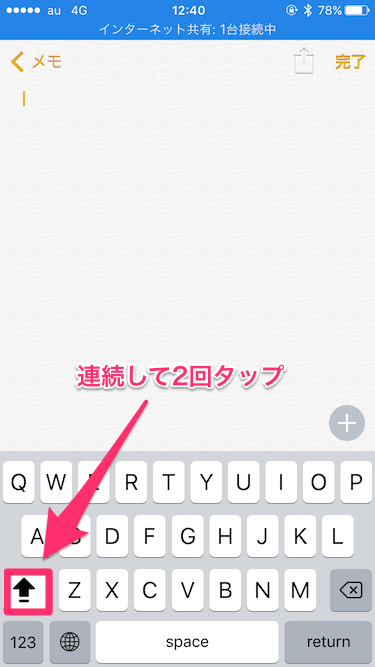 au 4G 12:40 78%
インターネット共有: 1台接続中
メモ 完了
連続して2回タップ
Q W E R T Y U I O P
A S D F G H J K L
Z X C V B N M
123 space return